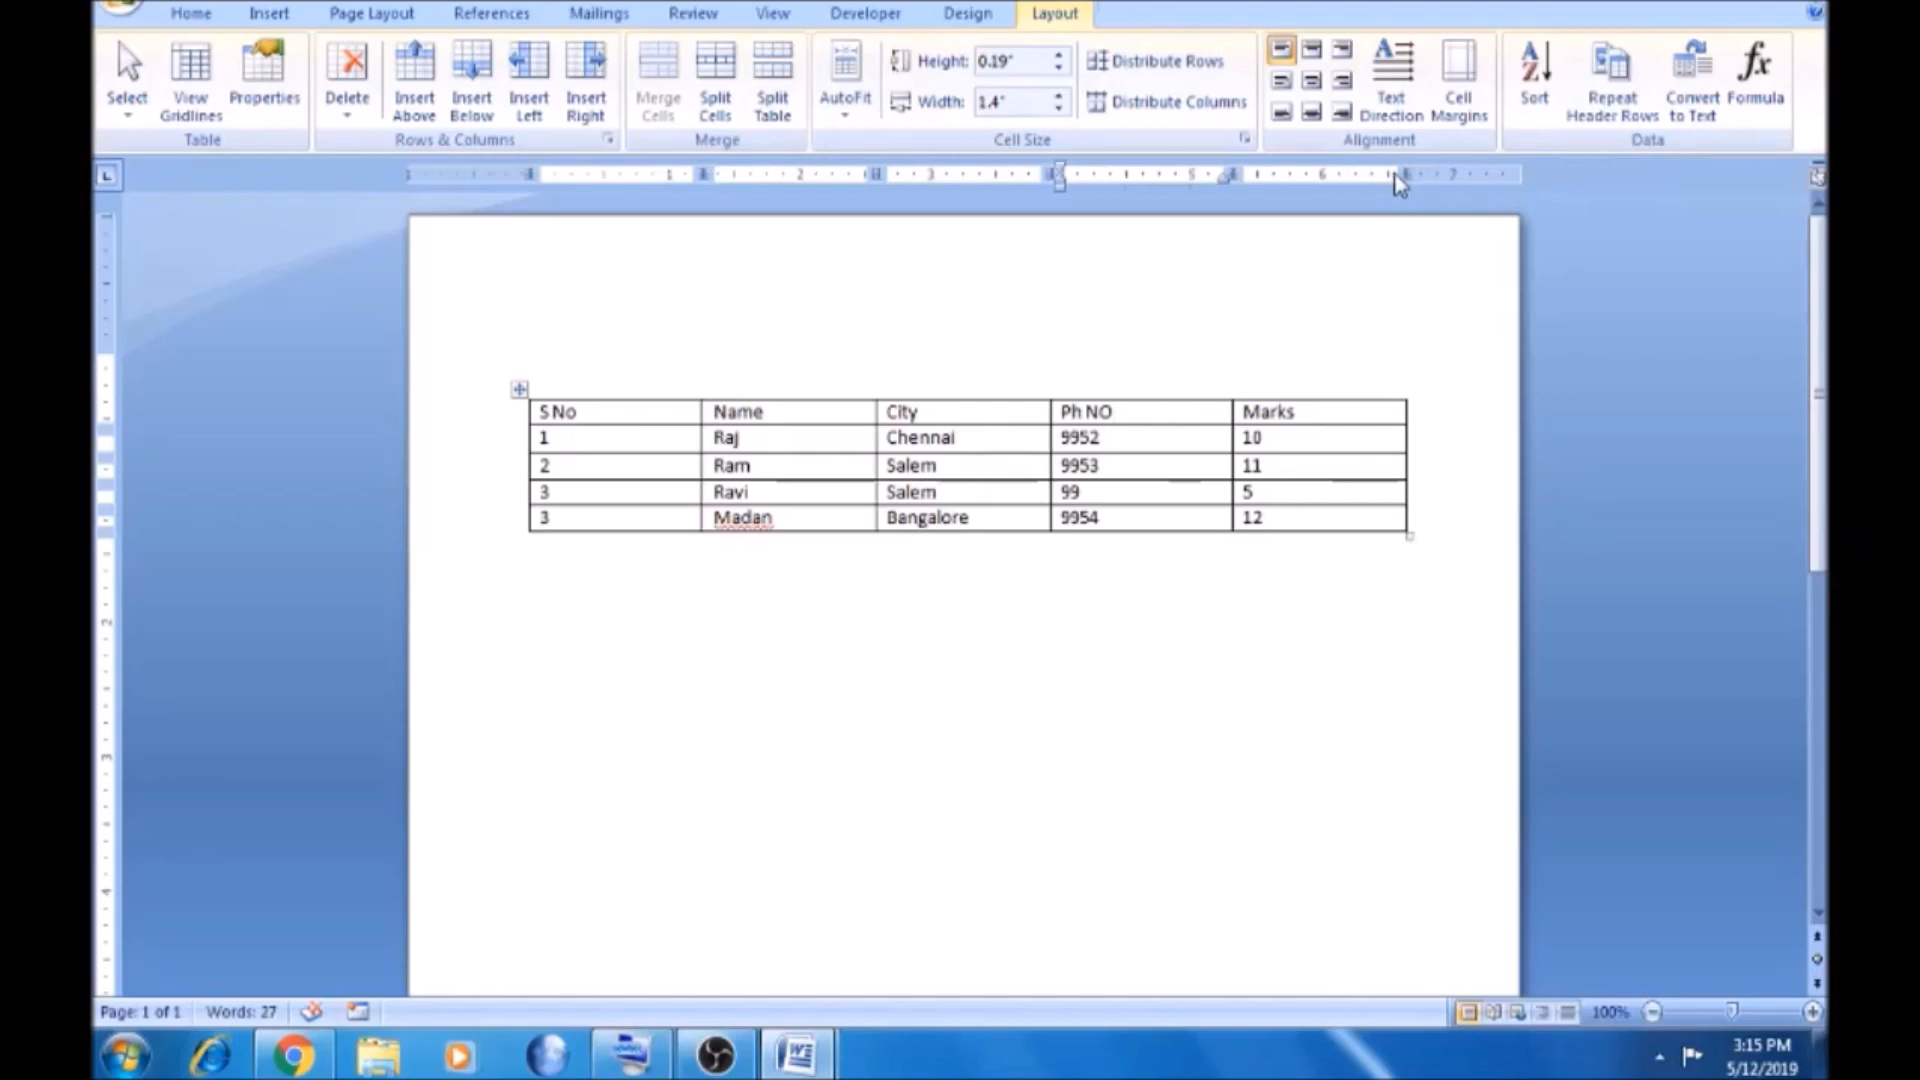 Home Insert Page Layout References Mailings Review View Developer Design Layout
Select View Gridlines Properties Delete Insert Above Insert Below Insert Left Insert Right Merge Cells Split Cells Split Table AutoFit Height: 0.19" Distribute Rows Text Direction Cell Margins Sort Repeat Header Rows Convert to Text Formula
Width: 1.4" Distribute Columns
Table Rows & Columns Merge Cell Size Alignment Data
S No Name City Ph NO Marks
1 Raj Chennai 9952 10
2 Ram Salem 9953 11
3 Ravi Salem 99 5
3 Madan Bangalore 9954 12
Page: 1 of 1 Words: 27 100%
3:15 PM
5/12/2019